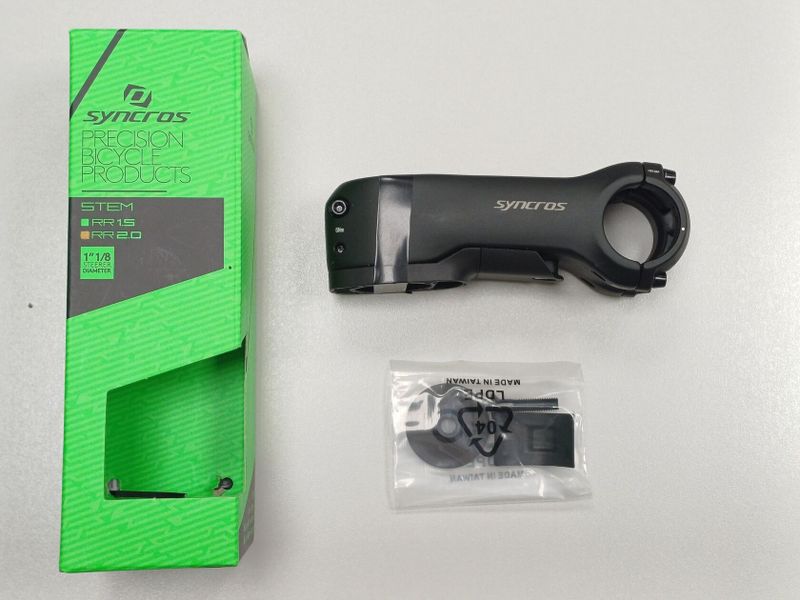 syncros
PRECISION
BICYCLE
PRODUCTS
STEM
RR 1.5
RR 2.0
1" 1/8
STEERER
DIAMETER
syncros
MADE IN TAIWAN
LDPE
04
LDPE
MADE IN TAIWAN